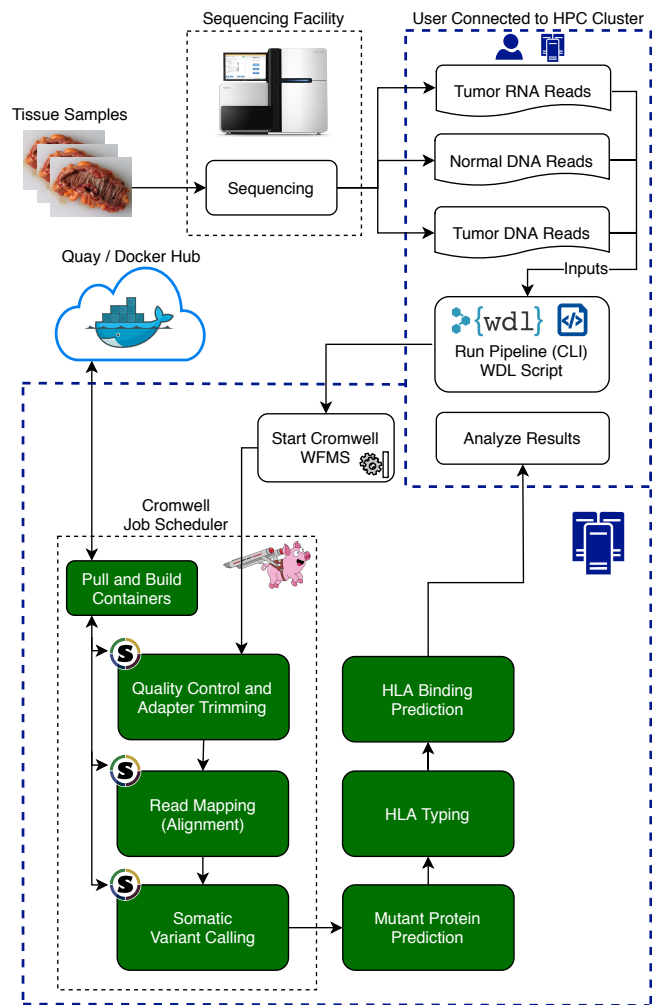 Sequencing Facility
User Connected to HPC Cluster
Tissue Samples
Sequencing
Tumor RNA Reads
Normal DNA Reads
Tumor DNA Reads
Inputs
Quay / Docker Hub
{wdl}
Run Pipeline (CLI)
WDL Script
Start Cromwell
WFMS
Analyze Results
Cromwell
Job Scheduler
Pull and Build
Containers
S
Quality Control and
Adapter Trimming
S
Read Mapping
(Alignment)
S
Somatic
Variant Calling
Mutant Protein
Prediction
HLA Typing
HLA Binding
Prediction